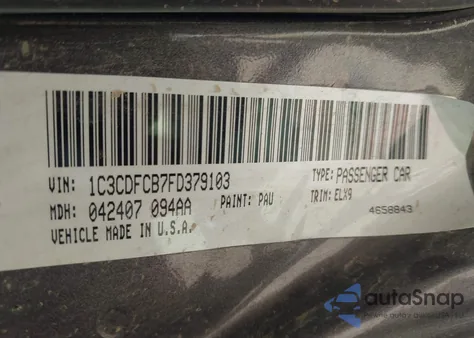 VIN: 1C3CDFCB7FD379103 TYPE: PASSENGER CAR
MDH: 042407 094AA PAINT: PAU TRIM: ELX9
VEHICLE MADE IN U.S.A. 4658843
autoSnap